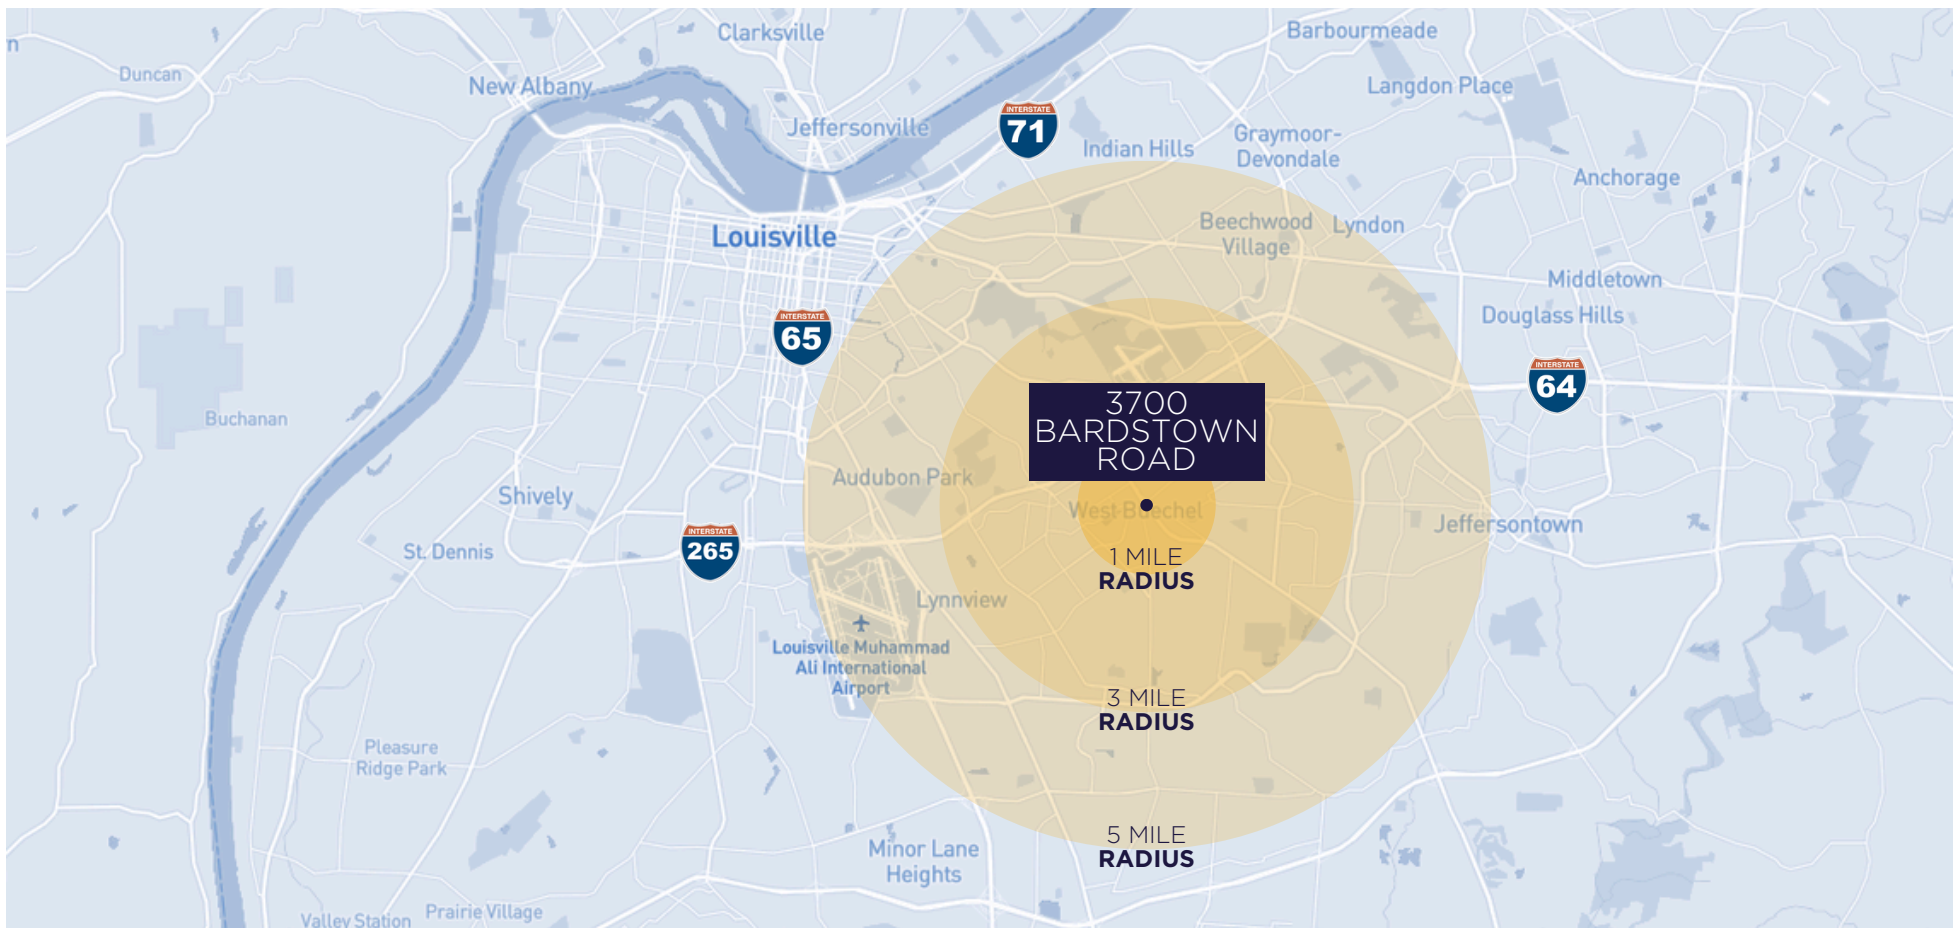 n
Clarksville
Barbourmeade
Duncan
New Albany
Langdon Place
Jeffersonville
INTERSTATE
71
Indian Hills
Graymoor-
Devondale
Anchorage
Beechwood
Village
Lyndon
Louisville
Middletown
INTERSTATE
65
Douglass Hills
INTERSTATE
64
3700
BARDSTOWN
ROAD
Buchanan
Audubon Park
Shively
West Buechel
Jeffersontown
INTERSTATE
265
St. Dennis
1 MILE
RADIUS
Lynnview
Louisville Muhammad
Ali International
Airport
3 MILE
RADIUS
Pleasure
Ridge Park
5 MILE
RADIUS
Minor Lane
Heights
Valley Station
Prairie Village